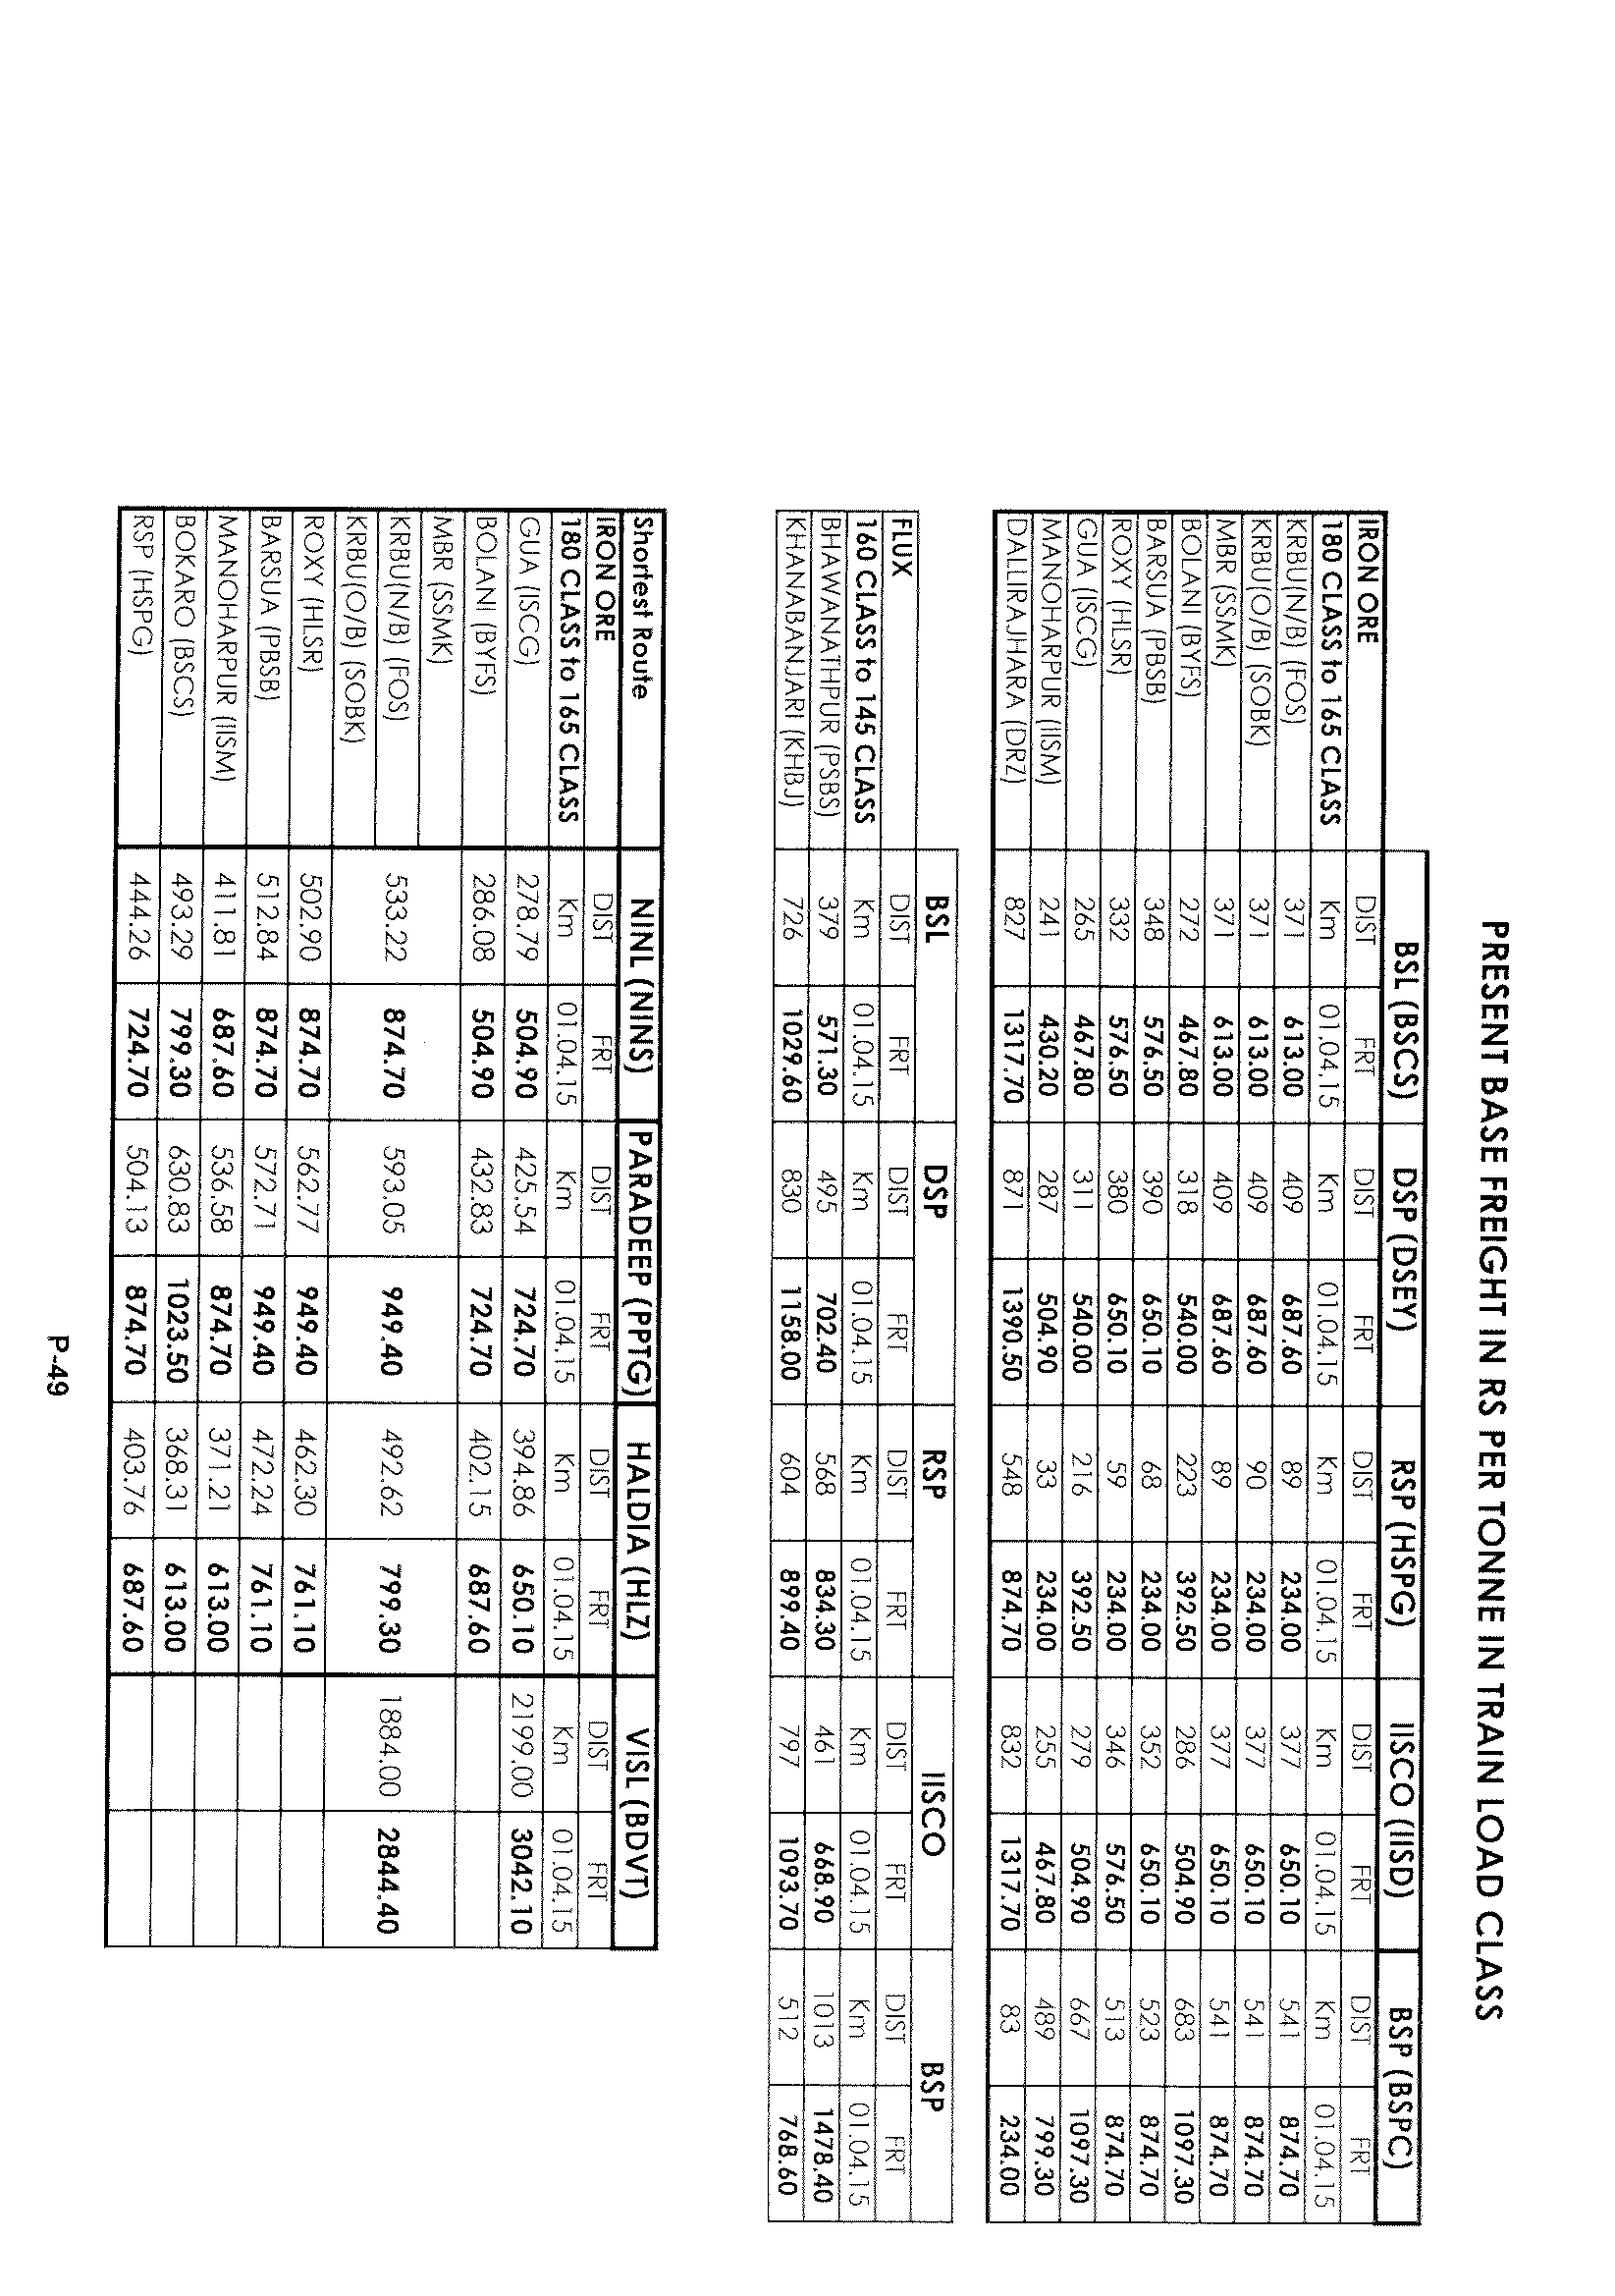 PRESENT BASE FREIGHT IN RS PER TONNE IN TRAIN LOAD CLASS
BSL (BSCS) DSP (DSEY) RSP (HSPG) IISCO (IISD) BSP (BSPC)
IRON ORE DIST FRT DIST FRT DIST FRT DIST FRT DIST FRT
180 CLASS to 165 CLASS Km 01.04.15 Km 01.04.15 Km 01.04.15 Km 01.04.15 Km 01.04.15
KRBU(N/B) (FOS) 371 613.00 409 687.60 89 234.00 377 650.10 541 874.70
KRBU(O/B) (SOBK) 371 613.00 409 687.60 90 234.00 377 650.10 541 874.70
MBR (SSMK) 371 613.00 409 687.60 89 234.00 377 650.10 541 874.70
BOLANI (BYFS) 272 467.80 318 540.00 223 392.50 286 504.90 683 1097.30
BARSUA (PBSB) 348 576.50 390 650.10 68 234.00 352 650.10 523 874.70
ROXY (HLSR) 332 576.50 380 650.10 59 234.00 346 576.50 513 874.70
GUA (ISCG) 265 467.80 311 540.00 216 392.50 279 504.90 667 1097.30
MANOHARPUR (IISM) 241 430.20 287 504.90 33 234.00 255 467.80 489 799.30
DALLIRAJHARA (DRZ) 827 1317.70 871 1390.50 548 874.70 832 1317.70 83 234.00
BSL DSP RSP IISCO BSP
FLUX DIST FRT DIST FRT DIST FRT DIST FRT DIST FRT
160 CLASS to 145 CLASS Km 01.04.15 Km 01.04.15 Km 01.04.15 Km 01.04.15 Km 01.04.15
BHAWANATHPUR (PSBS) 379 571.30 495 702.40 568 834.30 461 668.90 1013 1478.40
KHANABANJARI (KHBJ) 726 1029.60 830 1158.00 604 899.40 797 1093.70 512 768.60
Shortest Route NINL (NINS) PARADEEP (PPTG) HALDIA (HLZ) VISL (BDVT)
IRON ORE DIST FRT DIST FRT DIST FRT DIST FRT
180 CLASS to 165 CLASS Km 01.04.15 Km 01.04.15 Km 01.04.15 Km 01.04.15
GUA (ISCG) 278.79 504.90 425.54 724.70 394.86 650.10 2199.00 3042.10
BOLANI (BYFS) 286.08 504.90 432.83 724.70 402.15 687.60
MBR (SSMK)
KRBU(N/B) (FOS) 533.22 874.70 593.05 949.40 492.62 799.30 1884.00 2844.40
KRBU(O/B) (SOBK)
ROXY (HLSR) 502.90 874.70 562.77 949.40 462.30 761.10
BARSUA (PBSB) 512.84 874.70 572.71 949.40 472.24 761.10
MANOHARPUR (IISM) 411.81 687.60 536.58 874.70 371.21 613.00
BOKARO (BSCS) 493.29 799.30 630.83 1023.50 368.31 613.00
RSP (HSPG) 444.26 724.70 504.13 874.70 403.76 687.60
P-49